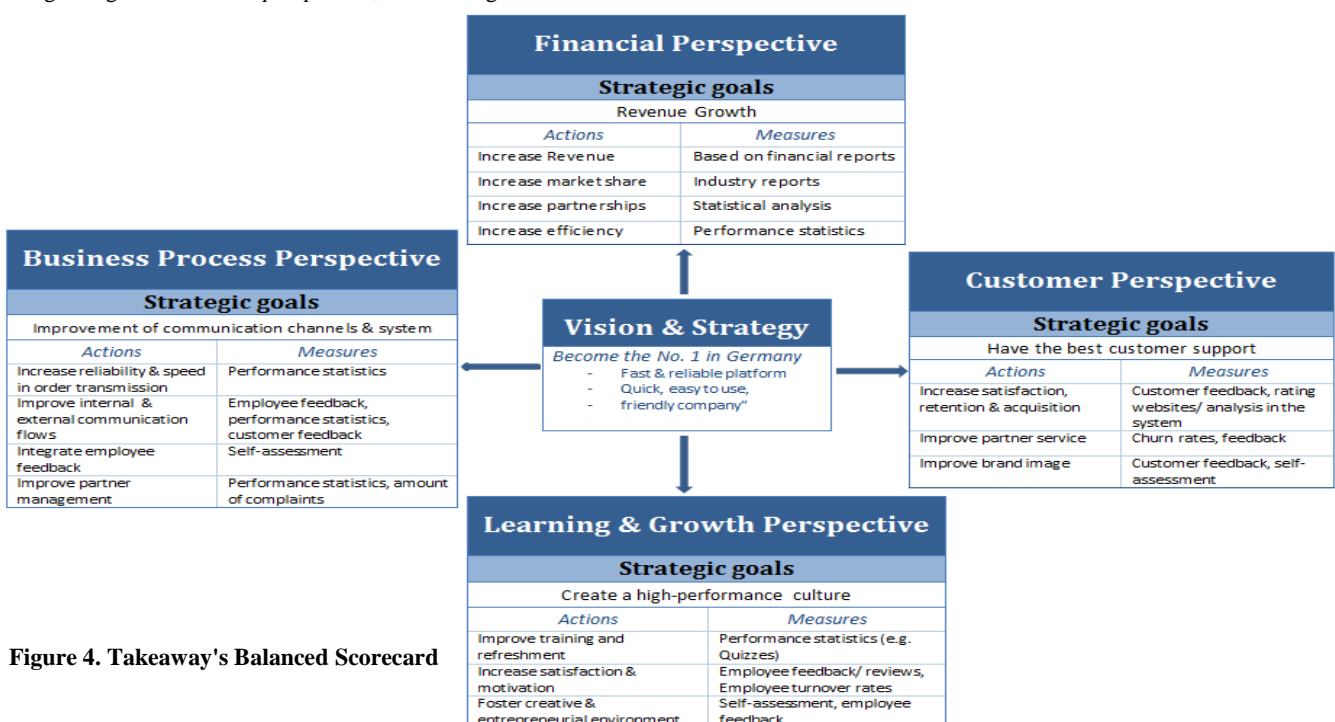 Financial Perspective
Strategic goals
Revenue Growth
Actions Measures
Increase Revenue Based on financial reports
Increase market share Industry reports
Increase partnerships Statistical analysis
Increase efficiency Performance statistics
Business Process Perspective
Strategic goals
Improvement of communication channels & system
Actions Measures
Increase reliability & speed Performance statistics
in order transmission
Improve internal & Employee feedback,
external communication performance statistics,
flows customer feedback
Integrate employee Self-assessment
feedback
Improve partner Performance statistics, amount
management of complaints
Vision & Strategy
Become the No. 1 in Germany
- Fast & reliable platform
- Quick, easy to use,
- friendly company"
Customer Perspective
Strategic goals
Have the best customer support
Actions Measures
Increase satisfaction, Customer feedback, rating
retention & acquisition websites/ analysis in the
system
Improve partner service Churn rates, feedback
Improve brand image Customer feedback, self-
assessment
Learning & Growth Perspective
Strategic goals
Create a high-performance culture
Actions Measures
Improve training and Performance statistics (e.g.
refreshment Quizzes)
Increase satisfaction & Employee feedback/ reviews,
motivation Employee turnover rates
Foster creative & Self-assessment, employee
entrepreneurial environment feedback
Figure 4. Takeaway's Balanced Scorecard